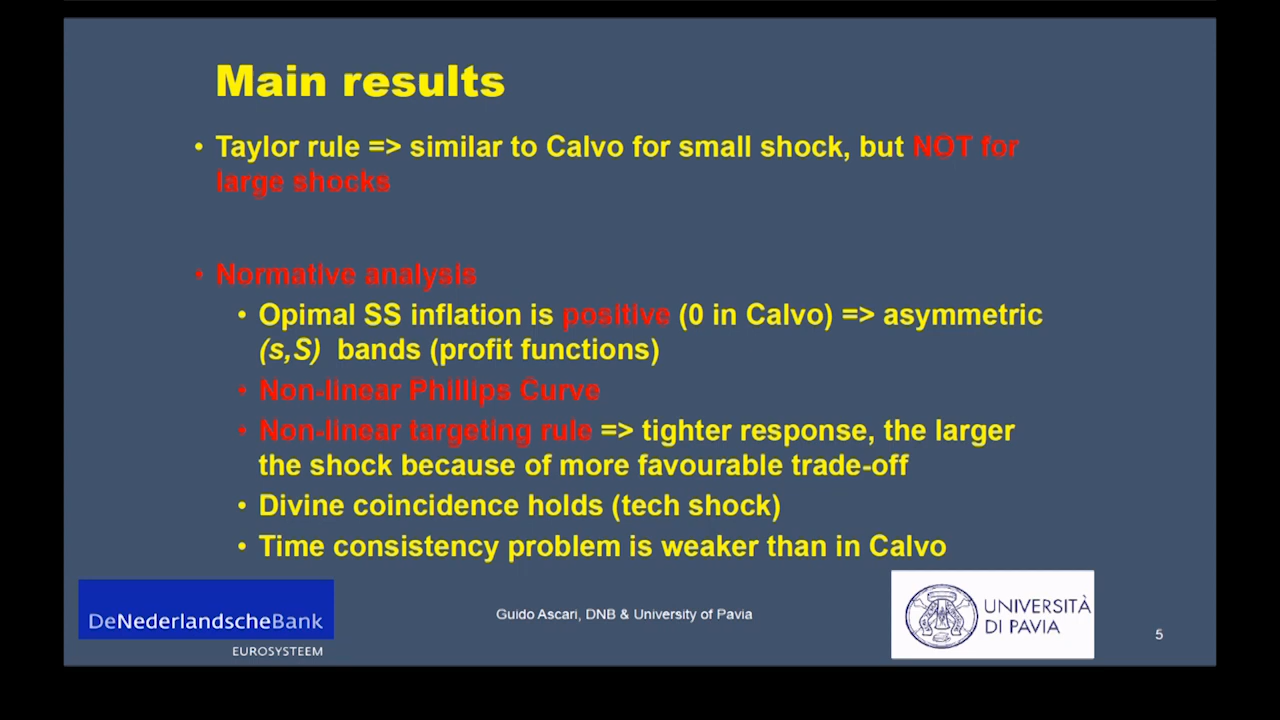 Main results
• Taylor rule => similar to Calvo for small shock, but NOT for
large shocks
• Normative analysis
• Opimal SS inflation is positive (0 in Calvo) => asymmetric
(s,S) bands (profit functions)
• Non-linear Phillips Curve
• Non-linear targeting rule => tighter response, the larger
the shock because of more favourable trade-off
• Divine coincidence holds (tech shock)
• Time consistency problem is weaker than in Calvo
DeNederlandscheBank
EUROSYSTEEM
Guido Ascari, DNB & University of Pavia
UNIVERSITÀ
DI PAVIA
5